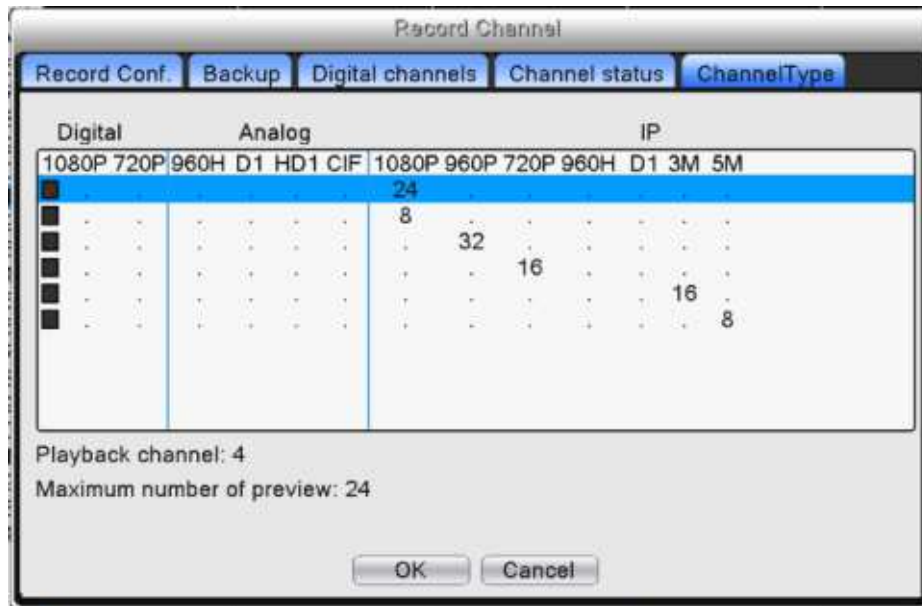 Record Channel
Record Conf. Backup Digital channels Channel status ChannelType
Digital Analog IP
1080P 720P 960H D1 HD1 CIF 1080P 960P 720P 960H D1 3M 5M
. . . . . . 24 . . . . . .
. . . . . . 8 . . . . . .
. . . . . . . 32 . . . . .
. . . . . . . . 16 . . . .
. . . . . . . . . . . 16 .
. . . . . . . . . . . . 8
Playback channel: 4
Maximum number of preview: 24
OK Cancel